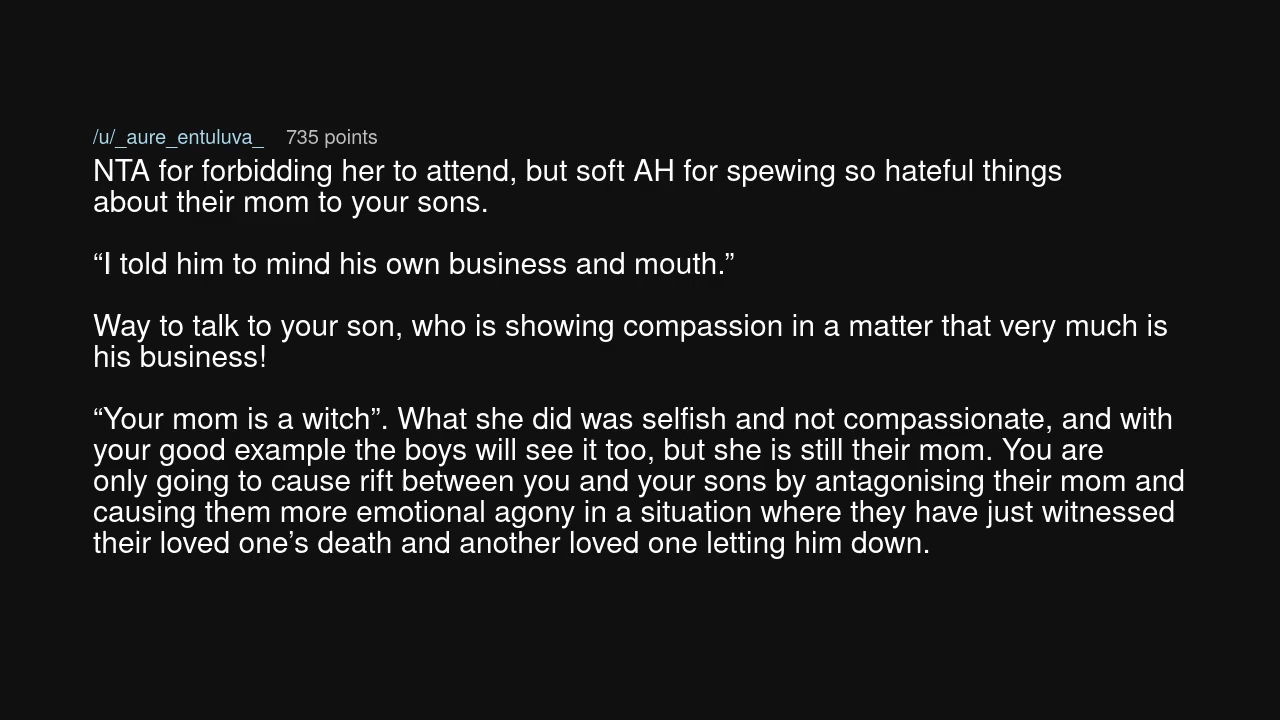 /u/_aure_entuluva_ 735 points
NTA for forbidding her to attend, but soft AH for spewing so hateful things
about their mom to your sons.
“I told him to mind his own business and mouth.”
Way to talk to your son, who is showing compassion in a matter that very much is
his business!
“Your mom is a witch”. What she did was selfish and not compassionate, and with
your good example the boys will see it too, but she is still their mom. You are
only going to cause rift between you and your sons by antagonising their mom and
causing them more emotional agony in a situation where they have just witnessed
their loved one’s death and another loved one letting him down.